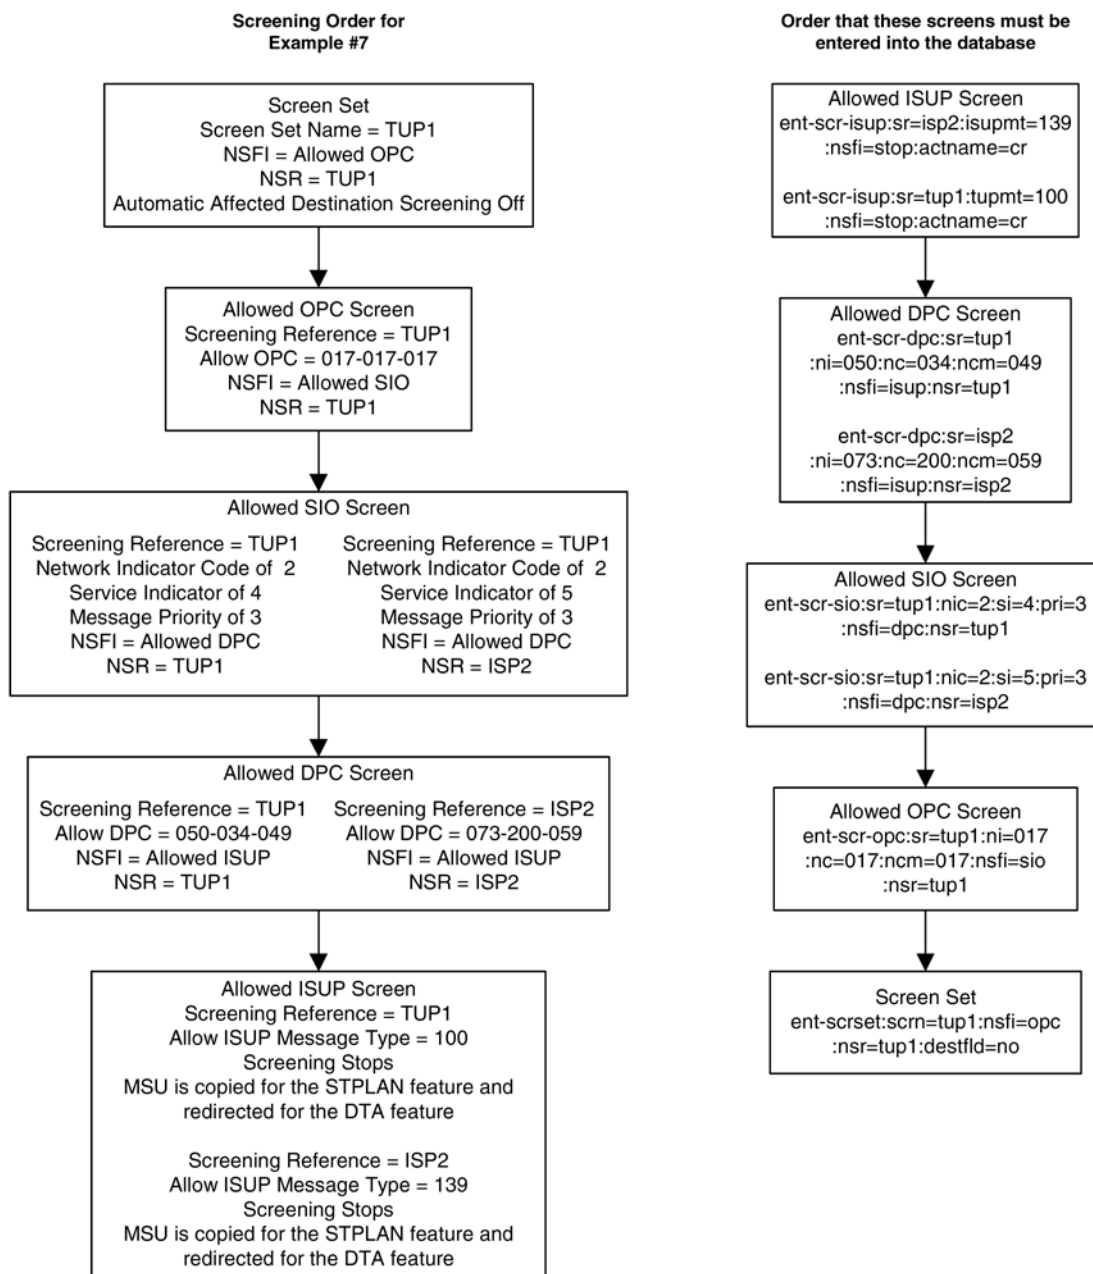 Screening Order for
Example #7
Screen Set
Screen Set Name = TUP1
NSFI = Allowed OPC
NSR = TUP1
Automatic Affected Destination Screening Off
Allowed OPC Screen
Screening Reference = TUP1
Allow OPC = 017-017-017
NSFI = Allowed SIO
NSR = TUP1
Allowed SIO Screen
Screening Reference = TUP1
Network Indicator Code of 2
Service Indicator of 4
Message Priority of 3
NSFI = Allowed DPC
NSR = TUP1
Screening Reference = TUP1
Network Indicator Code of 2
Service Indicator of 5
Message Priority of 3
NSFI = Allowed DPC
NSR = ISP2
Allowed DPC Screen
Screening Reference = TUP1
Allow DPC = 050-034-049
NSFI = Allowed ISUP
NSR = TUP1
Screening Reference = ISP2
Allow DPC = 073-200-059
NSFI = Allowed ISUP
NSR = ISP2
Allowed ISUP Screen
Screening Reference = TUP1
Allow ISUP Message Type = 100
Screening Stops
MSU is copied for the STPLAN feature and
redirected for the DTA feature
Screening Reference = ISP2
Allow ISUP Message Type = 139
Screening Stops
MSU is copied for the STPLAN feature and
redirected for the DTA feature
Order that these screens must be
entered into the database
Allowed ISUP Screen
ent-scr-isup:sr=isp2:isupmt=139
:nsfi=stop:actname=cr
ent-scr-isup:sr=tup1:tupmt=100
:nsfi=stop:actname=cr
Allowed DPC Screen
ent-scr-dpc:sr=tup1
:ni=050:nc=034:ncm=049
:nsfi=isup:nsr=tup1
ent-scr-dpc:sr=isp2
:ni=073:nc=200:ncm=059
:nsfi=isup:nsr=isp2
Allowed SIO Screen
ent-scr-sio:sr=tup1:nic=2:si=4:pri=3
:nsfi=dpc:nsr=tup1
ent-scr-sio:sr=tup1:nic=2:si=5:pri=3
:nsfi=dpc:nsr=isp2
Allowed OPC Screen
ent-scr-opc:sr=tup1:ni=017
:nc=017:ncm=017:nsfi=sio
:nsr=tup1
Screen Set
ent-scrset:scrn=tup1:nsfi=opc
:nsr=tup1:destfld=no